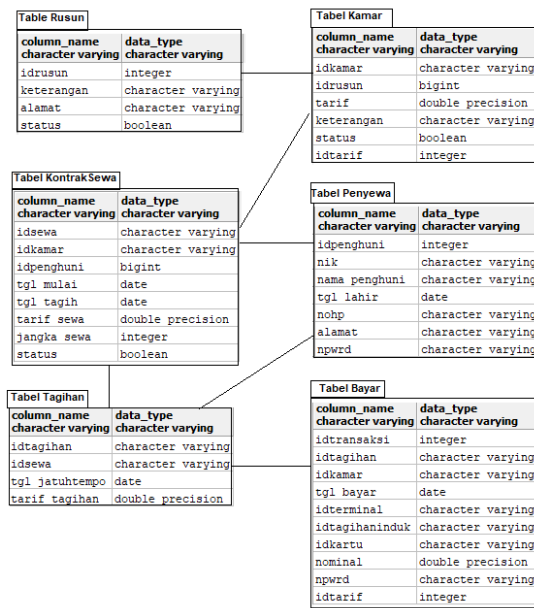 Table Rusun
column_name data_type
character varying character varying
idrusun integer
keterangan character varying
alamat character varying
status boolean
Tabel Kamar
column_name data_type
character varying character varying
idkamar character varying
idrusun bigint
tarif double precision
keterangan character varying
status boolean
idtarif integer
Tabel KontrakSewa
column_name data_type
character varying character varying
idsewa character varying
idkamar character varying
idpenghuni bigint
tgl mulai date
tgl tagih date
tarif sewa double precision
jangka sewa integer
status boolean
Tabel Penyewa
column_name data_type
character varying character varying
idpenghuni integer
nik character varying
nama penghuni character varying
tgl lahir date
nohp character varying
alamat character varying
npwrd character varying
Tabel Tagihan
column_name data_type
character varying character varying
idtagihan character varying
idsewa character varying
tgl jatuhtempo date
tarif tagihan double precision
Tabel Bayar
column_name data_type
character varying character varying
idtransaksi integer
idtagihan character varying
idkamar character varying
tgl bayar date
idterminal character varying
idtagihaninduk character varying
idkartu character varying
nominal double precision
npwrd character varying
idtarif integer